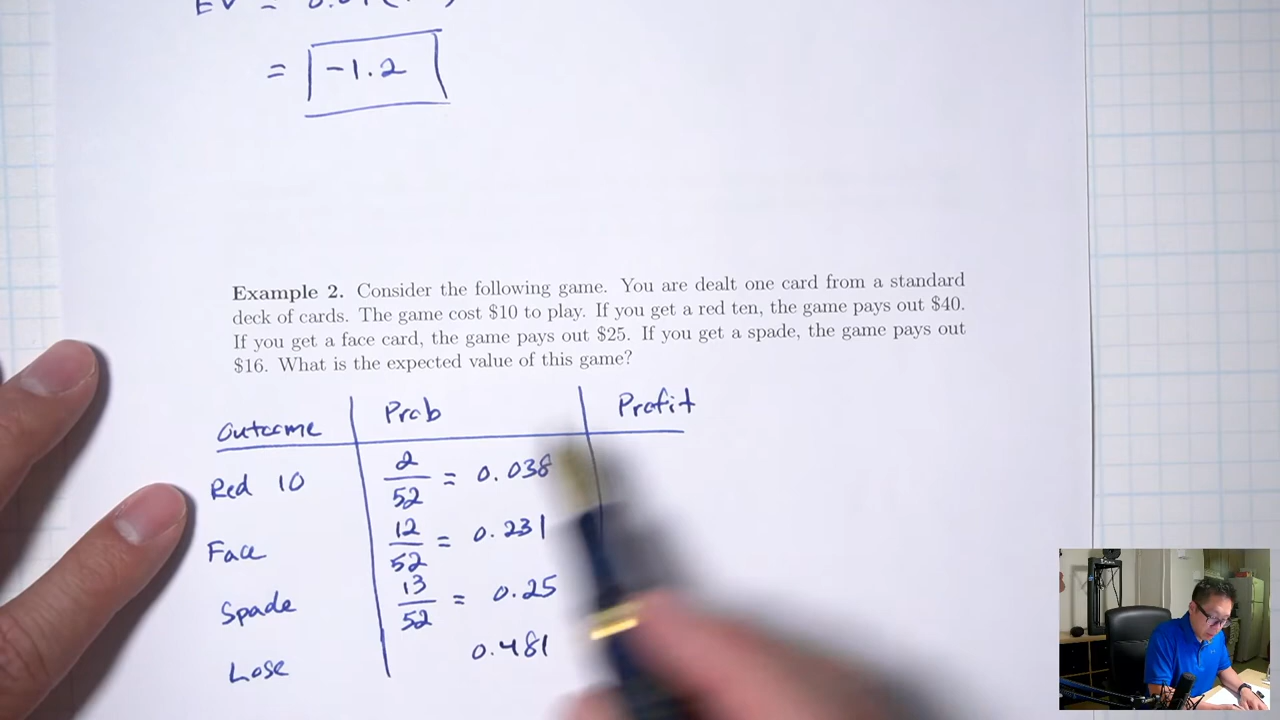 = -1.2
Example 2. Consider the following game. You are dealt one card from a standard
deck of cards. The game cost $10 to play. If you get a red ten, the game pays out $40.
If you get a face card, the game pays out $25. If you get a spade, the game pays out
$16. What is the expected value of this game?
Outcome Prob Profit
Red 10 2/52 = 0.038
Face 12/52 = 0.231
Spade 13/52 = 0.25
Lose 0.481